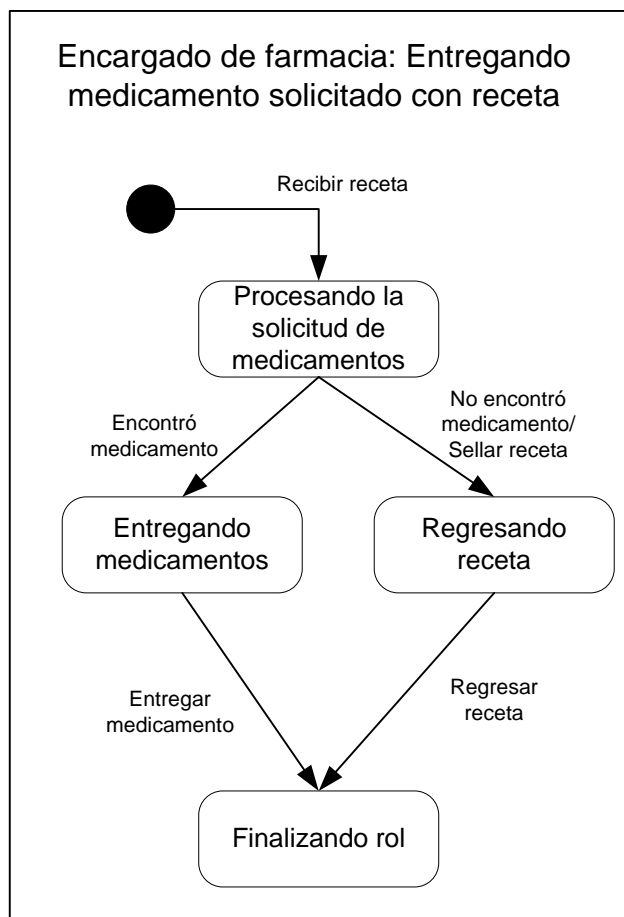 Encargado de farmacia: Entregando
medicamento solicitado con receta
Recibir receta
Procesando la
solicitud de
medicamentos
Encontró
medicamento
No encontró
medicamento/
Sellar receta
Entregando
medicamentos
Regresando
receta
Entregar
medicamento
Regresar
receta
Finalizando rol